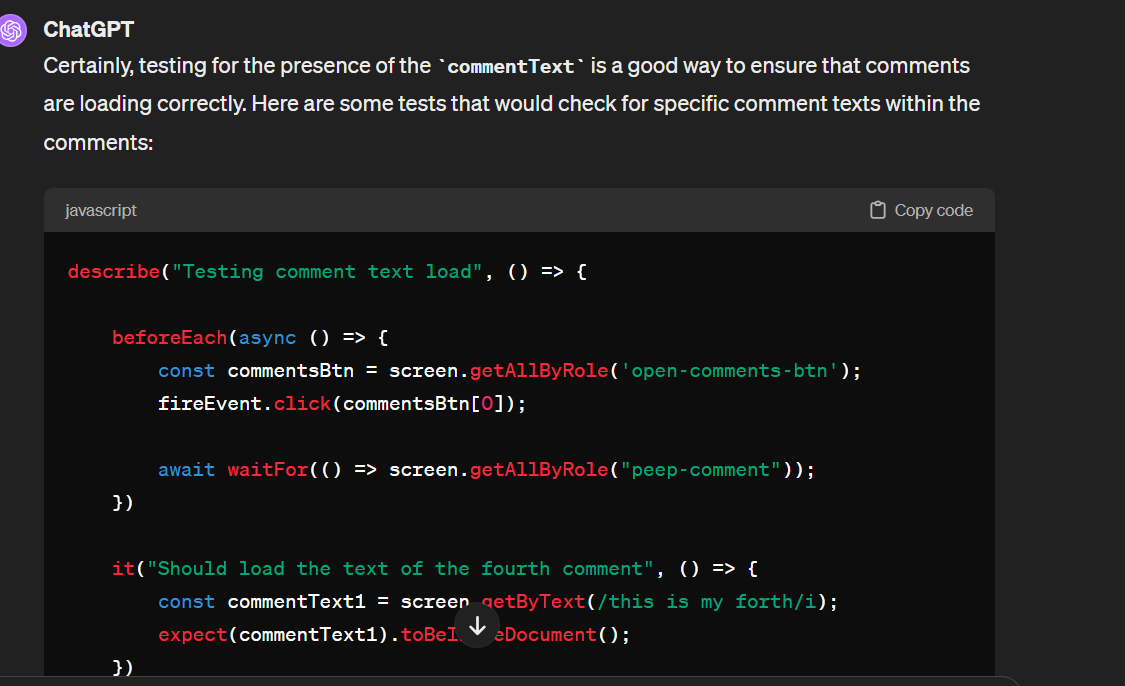 ChatGPT
Certainly, testing for the presence of the `commentText` is a good way to ensure that comments
are loading correctly. Here are some tests that would check for specific comment texts within the
comments:
javascript
Copy code
describe("Testing comment text load", () => {
beforeEach(async () => {
const commentsBtn = screen.getAllByRole('open-comments-btn');
fireEvent.click(commentsBtn[0]);
await waitFor(() => screen.getAllByRole("peep-comment"));
})
it("Should load the text of the fourth comment", () => {
const commentText1 = screen.getByText(/this is my forth/i);
expect(commentText1).toBeI eDocument();
})